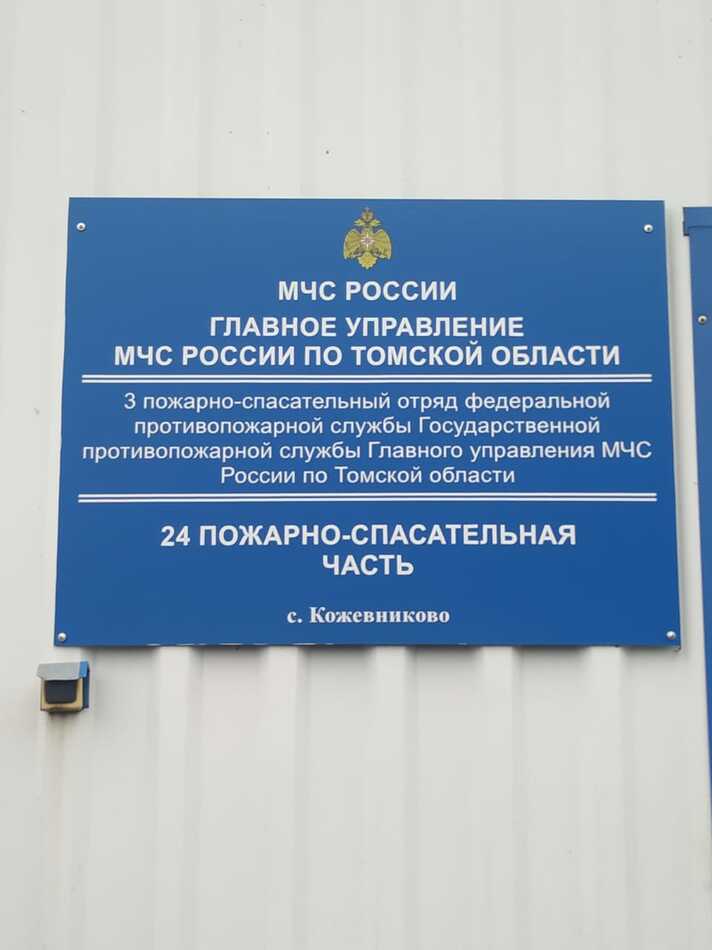 МЧС РОССИИ
ГЛАВНОЕ УПРАВЛЕНИЕ
МЧС РОССИИ ПО ТОМСКОЙ ОБЛАСТИ
3 пожарно-спасательный отряд федеральной
противопожарной службы Государственной
противопожарной службы Главного управления МЧС
России по Томской области
24 ПОЖАРНО-СПАСАТЕЛЬНАЯ
ЧАСТЬ
с. Кожевниково